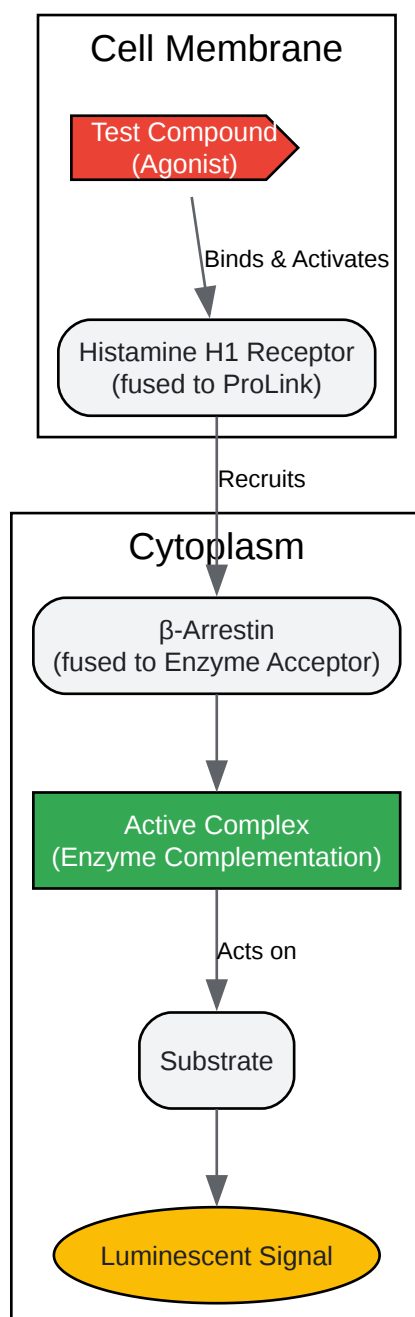 Cell Membrane
Test Compound
(Agonist)
Binds & Activates
Histamine H1 Receptor
(fused to ProLink)
Recruits
Cytoplasm
β-Arrestin
(fused to Enzyme Acceptor)
Active Complex
(Enzyme Complementation)
Acts on
Substrate
Luminescent Signal